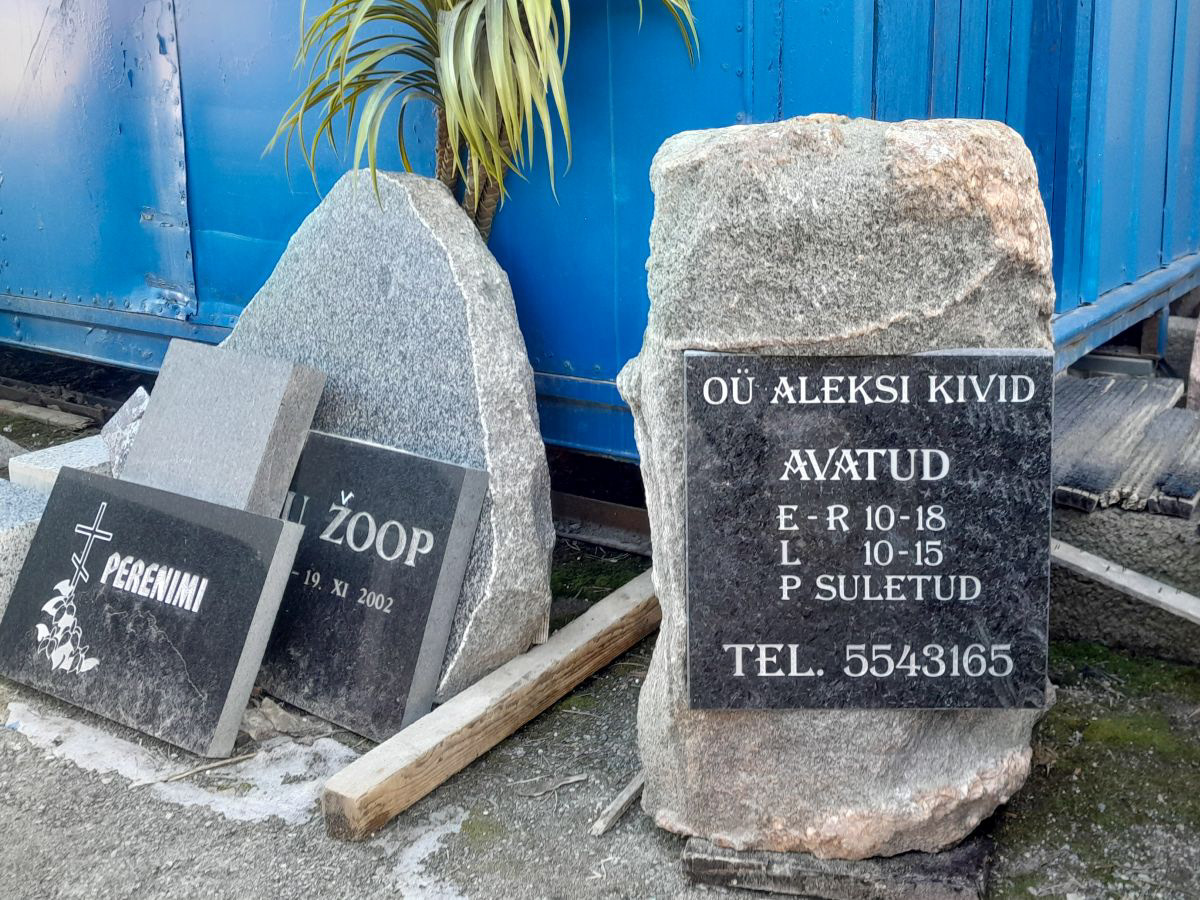 PERENIMI
ŽOOP
- 19. XI 2002
OÜ ALEKSI KIVID
AVATUD
E - R 10-18
L 10-15
P SULETUD
TEL. 5543165